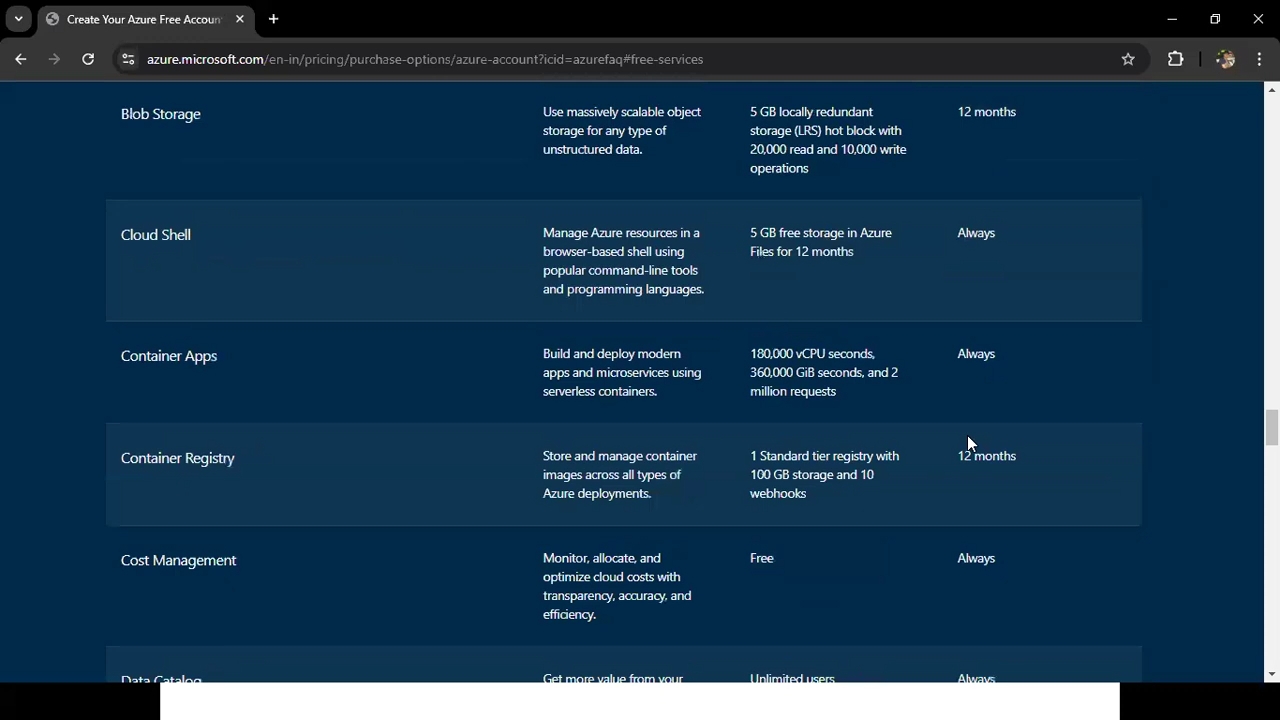 Create Your Azure Free Accoun
azure.microsoft.com/en-in/pricing/purchase-options/azure-account?icid=azurefaq#free-services
Blob Storage
Use massively scalable object
storage for any type of
unstructured data.
5 GB locally redundant
storage (LRS) hot block with
20,000 read and 10,000 write
operations
12 months
Cloud Shell
Manage Azure resources in a
browser-based shell using
popular command-line tools
and programming languages.
5 GB free storage in Azure
Files for 12 months
Always
Container Apps
Build and deploy modern
apps and microservices using
serverless containers.
180,000 vCPU seconds,
360,000 GiB seconds, and 2
million requests
Always
Container Registry
Store and manage container
images across all types of
Azure deployments.
1 Standard tier registry with
100 GB storage and 10
webhooks
12 months
Cost Management
Monitor, allocate, and
optimize cloud costs with
transparency, accuracy, and
efficiency.
Free
Always
Data Catalog
Get more value from your
Unlimited users
Always